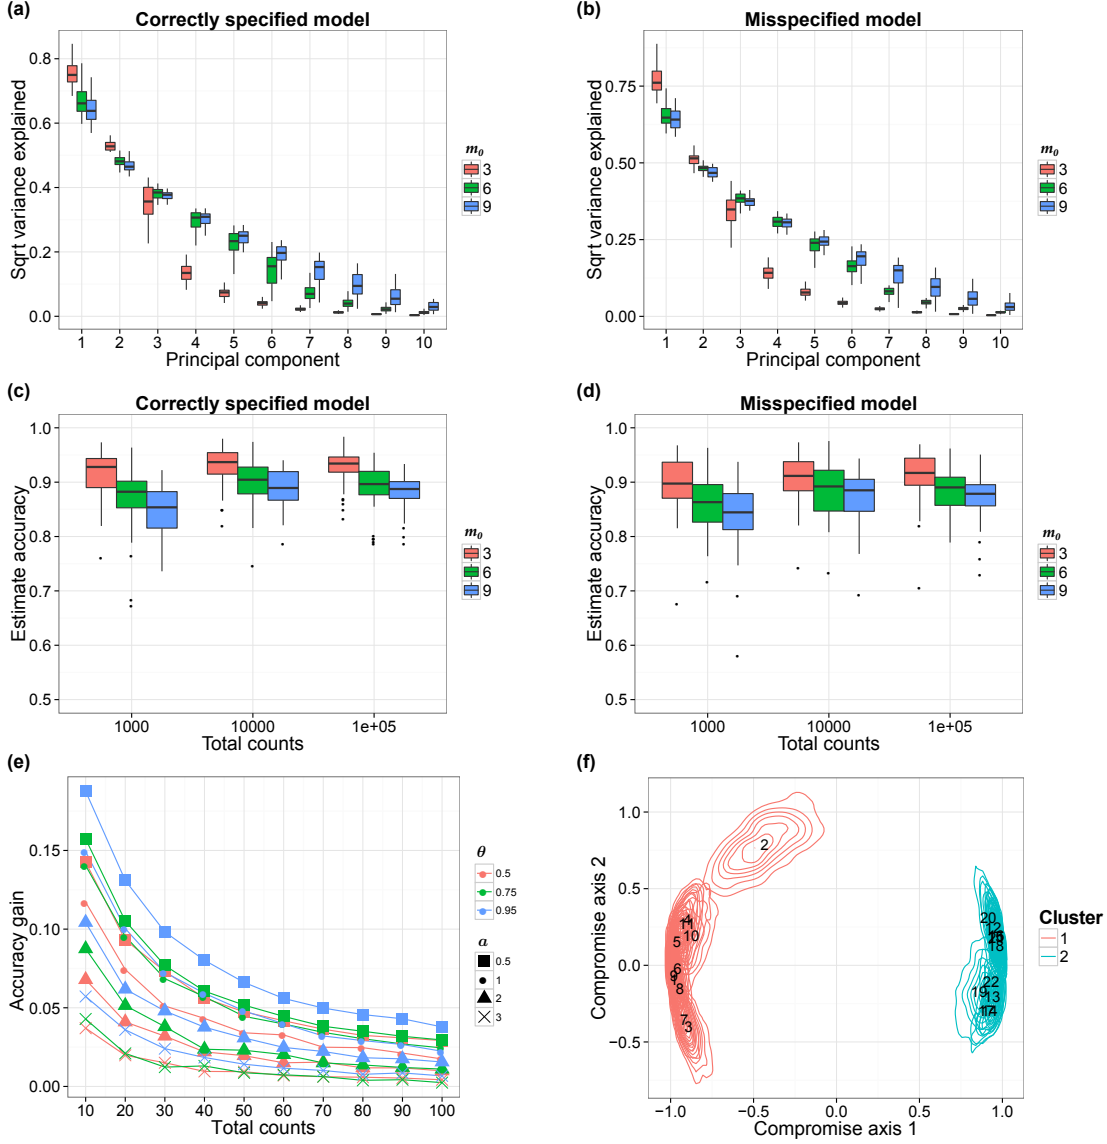 (a)
Correctly specified model
Sqrt variance explained
0.8
0.6
0.4
0.2
0.0
1 2 3 4 5 6 7 8 9 10
Principal component
m₀
3
6
9
(b)
Misspecified model
Sqrt variance explained
0.75
0.50
0.25
0.00
1 2 3 4 5 6 7 8 9 10
Principal component
m₀
3
6
9
(c)
Correctly specified model
Estimate accuracy
1.0
0.9
0.8
0.7
0.6
0.5
1000 10000 1e+05
Total counts
m₀
3
6
9
(d)
Misspecified model
Estimate accuracy
1.0
0.9
0.8
0.7
0.6
0.5
1000 10000 1e+05
Total counts
m₀
3
6
9
(e)
Accuracy gain
0.15
0.10
0.05
0.00
10 20 30 40 50 60 70 80 90 100
Total counts
θ
0.5
0.75
0.95
a
0.5
1
2
3
(f)
Compromise axis 2
1.0
0.5
0.0
−0.5
−1.0 −0.5 0.0 0.5 1.0
Compromise axis 1
2
4
11
10
5
6
9
8
7
3
20
12
18
22
19
13
14
Cluster
1
2